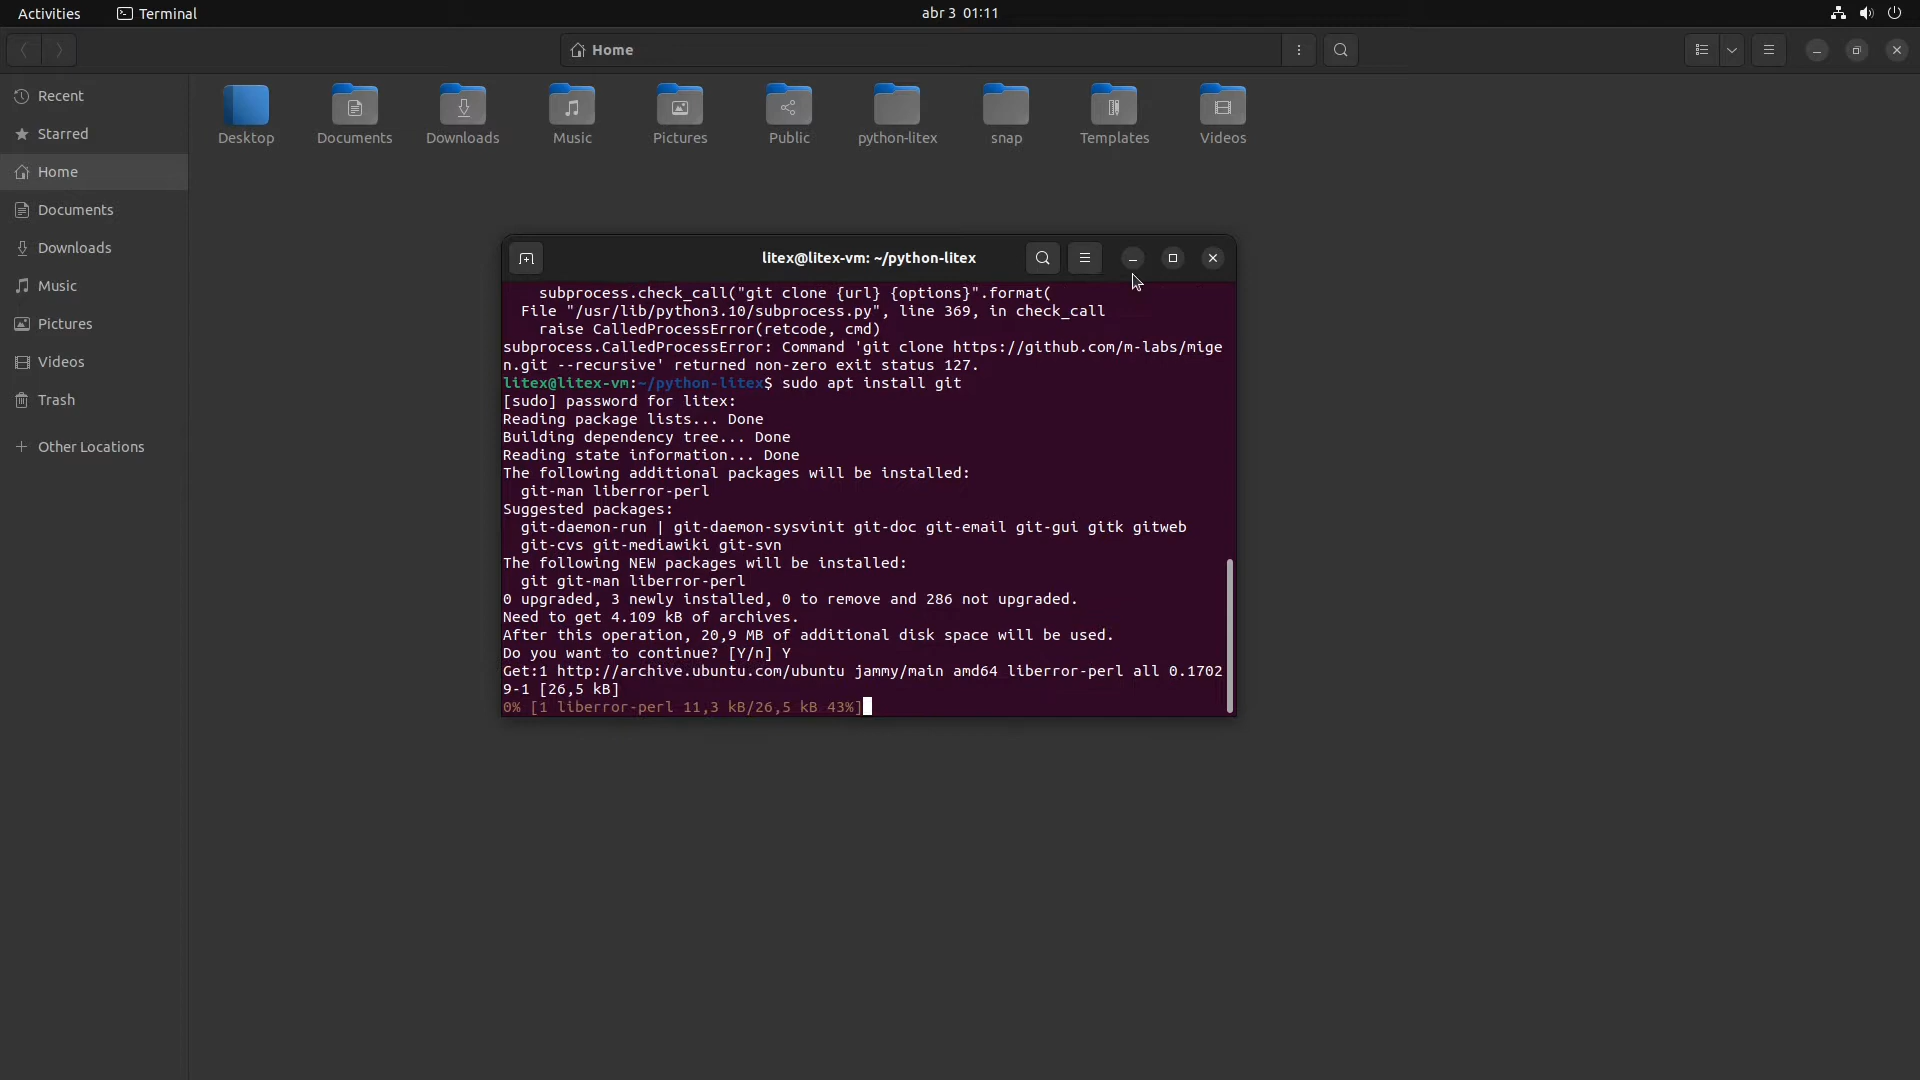 Activities Terminal abr 3 01:11
Home
Recent
Starred
Home
Documents
Downloads
Music
Pictures
Videos
Trash
Other Locations
Desktop Documents Downloads Music Pictures Public python-litex snap Templates Videos
litex@litex-vm: ~/python-litex
subprocess.check_call("git clone {url} {options}".format(
File "/usr/lib/python3.10/subprocess.py", line 369, in check_call
raise CalledProcessError(retcode, cmd)
subprocess.CalledProcessError: Command 'git clone https://github.com/m-labs/mige
n.git --recursive' returned non-zero exit status 127.
litex@litex-vm:~/python-litex$ sudo apt install git
[sudo] password for litex:
Reading package lists... Done
Building dependency tree... Done
Reading state information... Done
The following additional packages will be installed:
git-man liberror-perl
Suggested packages:
git-daemon-run | git-daemon-sysvinit git-doc git-email git-gui gitk gitweb
git-cvs git-mediawiki git-svn
The following NEW packages will be installed:
git git-man liberror-perl
0 upgraded, 3 newly installed, 0 to remove and 286 not upgraded.
Need to get 4.109 kB of archives.
After this operation, 20,9 MB of additional disk space will be used.
Do you want to continue? [Y/n] Y
Get:1 http://archive.ubuntu.com/ubuntu jammy/main amd64 liberror-perl all 0.1702
9-1 [26,5 kB]
0% [1 liberror-perl 11,3 kB/26,5 kB 43%]